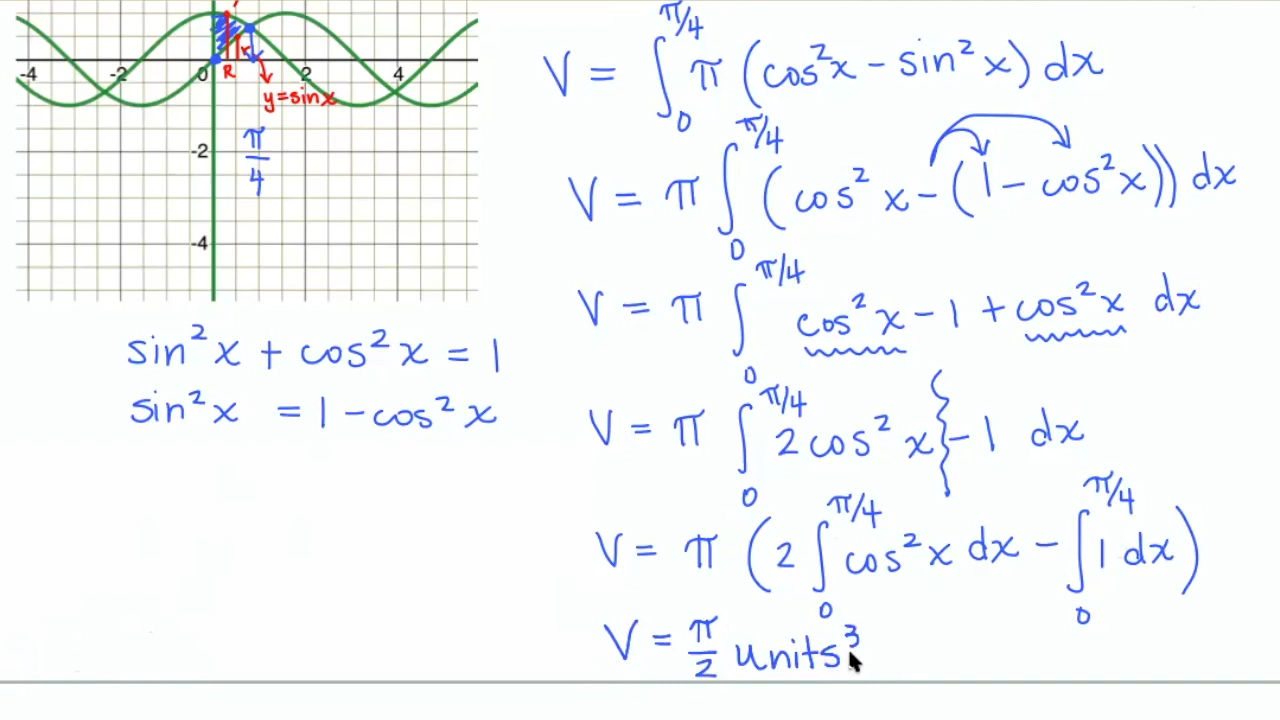 -4 -2 0 2 4
R r
y=sinx
-2
π/4
-4
sin²x + cos²x = 1
sin²x = 1 - cos²x
V = ∫₀^(π/4) π (cos²x - sin²x) dx
V = π ∫₀^(π/4) (cos²x - (1 - cos²x)) dx
V = π ∫₀^(π/4) cos²x - 1 + cos²x dx
V = π ∫₀^(π/4) 2cos²x - 1 dx
V = π (2 ∫₀^(π/4) cos²x dx - ∫₀^(π/4) 1 dx)
V = π/2 units³